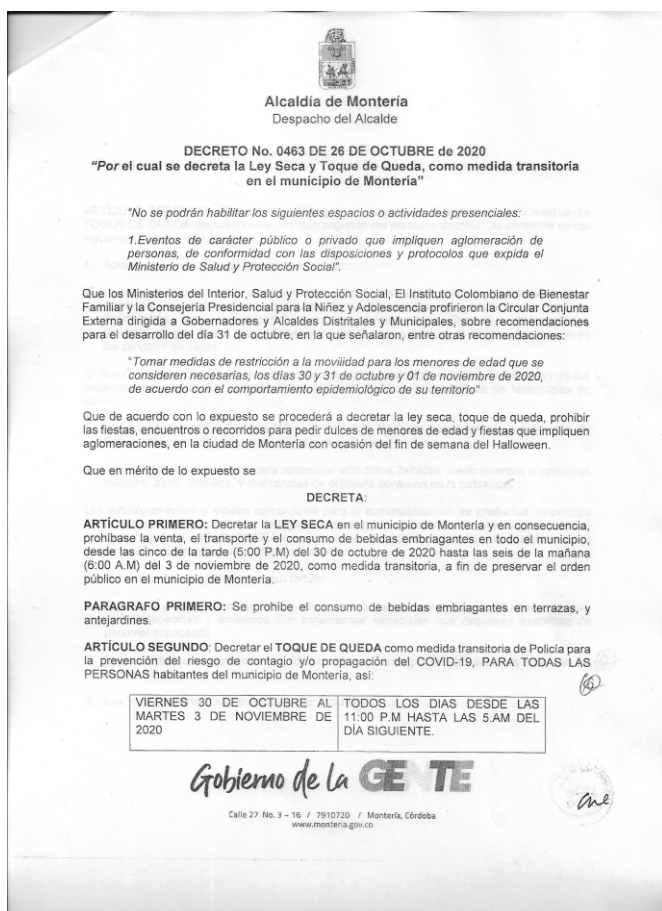 Alcaldía de Montería
Despacho del Alcalde
DECRETO No. 0463 DE 26 DE OCTUBRE de 2020
“Por el cual se decreta la Ley Seca y Toque de Queda, como medida transitoria
en el municipio de Montería”
“No se podrán habilitar los siguientes espacios o actividades presenciales:
1.Eventos de carácter público o privado que impliquen aglomeración de
personas, de conformidad con las disposiciones y protocolos que expida el
Ministerio de Salud y Protección Social”.
Que los Ministerios del Interior, Salud y Protección Social, El Instituto Colombiano de Bienestar
Familiar y la Consejería Presidencial para la Niñez y Adolescencia profirieron la Circular Conjunta
Externa dirigida a Gobernadores y Alcaldes Distritales y Municipales, sobre recomendaciones
para el desarrollo del día 31 de octubre, en la que señalaron, entre otras recomendaciones:
“Tomar medidas de restricción a la movilidad para los menores de edad que se
consideren necesarias, los días 30 y 31 de octubre y 01 de noviembre de 2020,
de acuerdo con el comportamiento epidemiológico de su territorio”
Que de acuerdo con lo expuesto se procederá a decretar la ley seca, toque de queda, prohibir
las fiestas, encuentros o recorridos para pedir dulces de menores de edad y fiestas que impliquen
aglomeraciones, en la ciudad de Montería con ocasión del fin de semana del Halloween.
Que en mérito de lo expuesto se
DECRETA:
ARTÍCULO PRIMERO: Decretar la LEY SECA en el municipio de Montería y en consecuencia,
prohíbase la venta, el transporte y el consumo de bebidas embriagantes en todo el municipio,
desde las cinco de la tarde (5:00 P.M) del 30 de octubre de 2020 hasta las seis de la mañana
(6:00 A.M) del 3 de noviembre de 2020, como medida transitoria, a fin de preservar el orden
público en el municipio de Montería.
PARAGRAFO PRIMERO: Se prohibe el consumo de bebidas embriagantes en terrazas, y
antejardines.
ARTÍCULO SEGUNDO: Decretar el TOQUE DE QUEDA como medida transitoria de Policía para
la prevención del riesgo de contagio y/o propagación del COVID-19, PARA TODAS LAS
PERSONAS habitantes del municipio de Montería, así:
VIERNES 30 DE OCTUBRE AL
MARTES 3 DE NOVIEMBRE DE
2020
TODOS LOS DIAS DESDE LAS
11:00 P.M HASTA LAS 5.AM DEL
DÍA SIGUIENTE.
Gobierno de la GENTE
Calle 27 No. 3 – 16 / 7910720 / Montería, Córdoba
www.monteria.gov.co